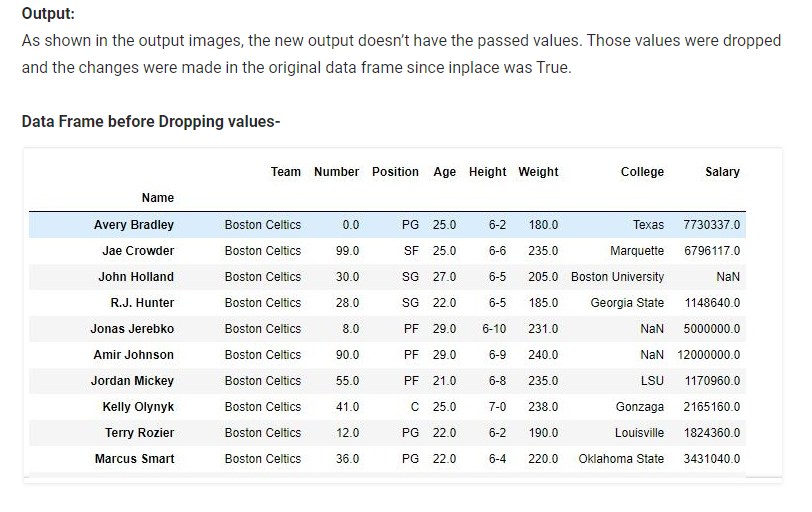 Output:
As shown in the output images, the new output doesn't have the passed values. Those values were dropped
and the changes were made in the original data frame since inplace was True.
Data Frame before Dropping values-
Team Number Position Age Height Weight College Salary
Name
Avery Bradley Boston Celtics 0.0 PG 25.0 6-2 180.0 Texas 7730337.0
Jae Crowder Boston Celtics 99.0 SF 25.0 6-6 235.0 Marquette 6796117.0
John Holland Boston Celtics 30.0 SG 27.0 6-5 205.0 Boston University NaN
R.J. Hunter Boston Celtics 28.0 SG 22.0 6-5 185.0 Georgia State 1148640.0
Jonas Jerebko Boston Celtics 8.0 PF 29.0 6-10 231.0 NaN 5000000.0
Amir Johnson Boston Celtics 90.0 PF 29.0 6-9 240.0 NaN 12000000.0
Jordan Mickey Boston Celtics 55.0 PF 21.0 6-8 235.0 LSU 1170960.0
Kelly Olynyk Boston Celtics 41.0 C 25.0 7-0 238.0 Gonzaga 2165160.0
Terry Rozier Boston Celtics 12.0 PG 22.0 6-2 190.0 Louisville 1824360.0
Marcus Smart Boston Celtics 36.0 PG 22.0 6-4 220.0 Oklahoma State 3431040.0